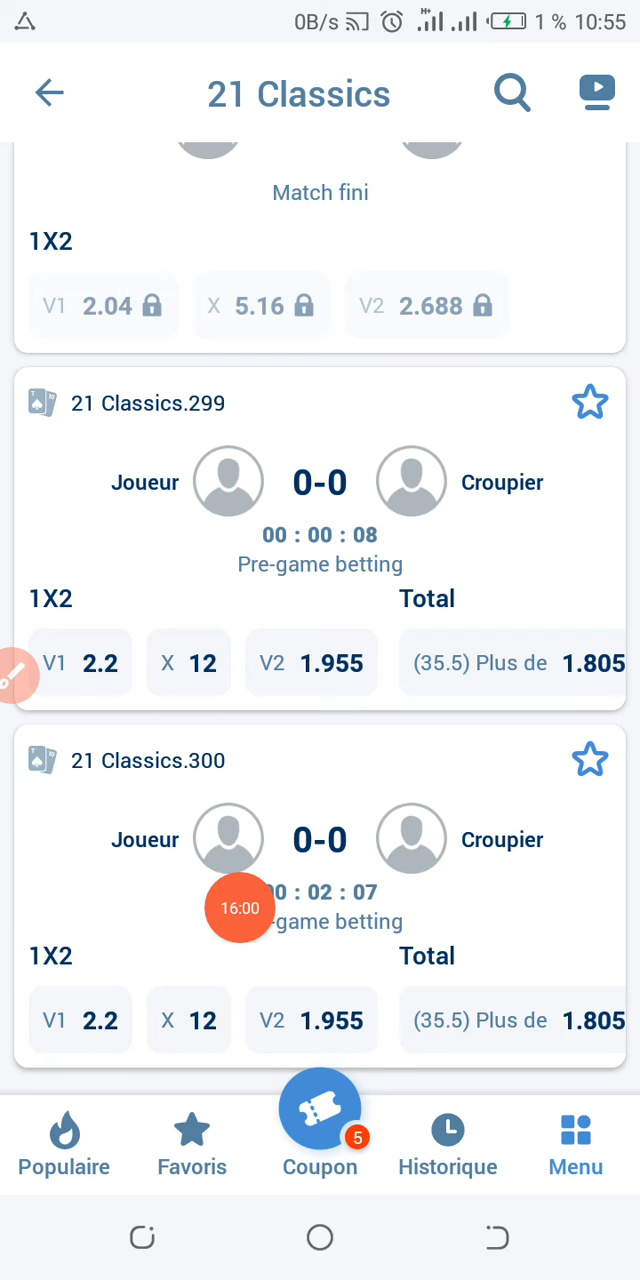 0B/s H+ 1 % 10:55
21 Classics
Match fini
1X2
V1 2.04 X 5.16 V2 2.688
21 Classics.299
Joueur 0-0 Croupier
00 : 00 : 08
Pre-game betting
1X2 Total
V1 2.2 X 12 V2 1.955 (35.5) Plus de 1.805
21 Classics.300
Joueur 0-0 Croupier
0 : 02 : 07
16:00
-game betting
1X2 Total
V1 2.2 X 12 V2 1.955 (35.5) Plus de 1.805
5
Populaire Favoris Coupon Historique Menu